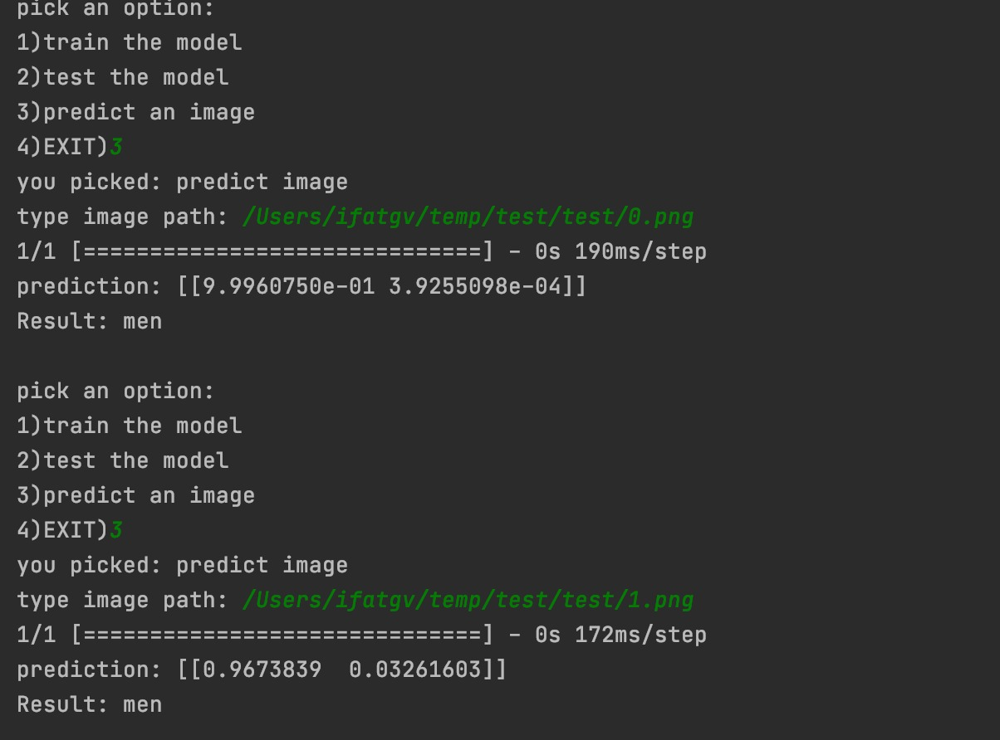 pick an option:
1)train the model
2)test the model
3)predict an image
4)EXIT)3
you picked: predict image
type image path: /Users/ifatgv/temp/test/test/0.png
1/1 [==============================] - 0s 190ms/step
prediction: [[9.9960750e-01 3.9255098e-04]]
Result: men

pick an option:
1)train the model
2)test the model
3)predict an image
4)EXIT)3
you picked: predict image
type image path: /Users/ifatgv/temp/test/test/1.png
1/1 [==============================] - 0s 172ms/step
prediction: [[0.9673839  0.03261603]]
Result: men